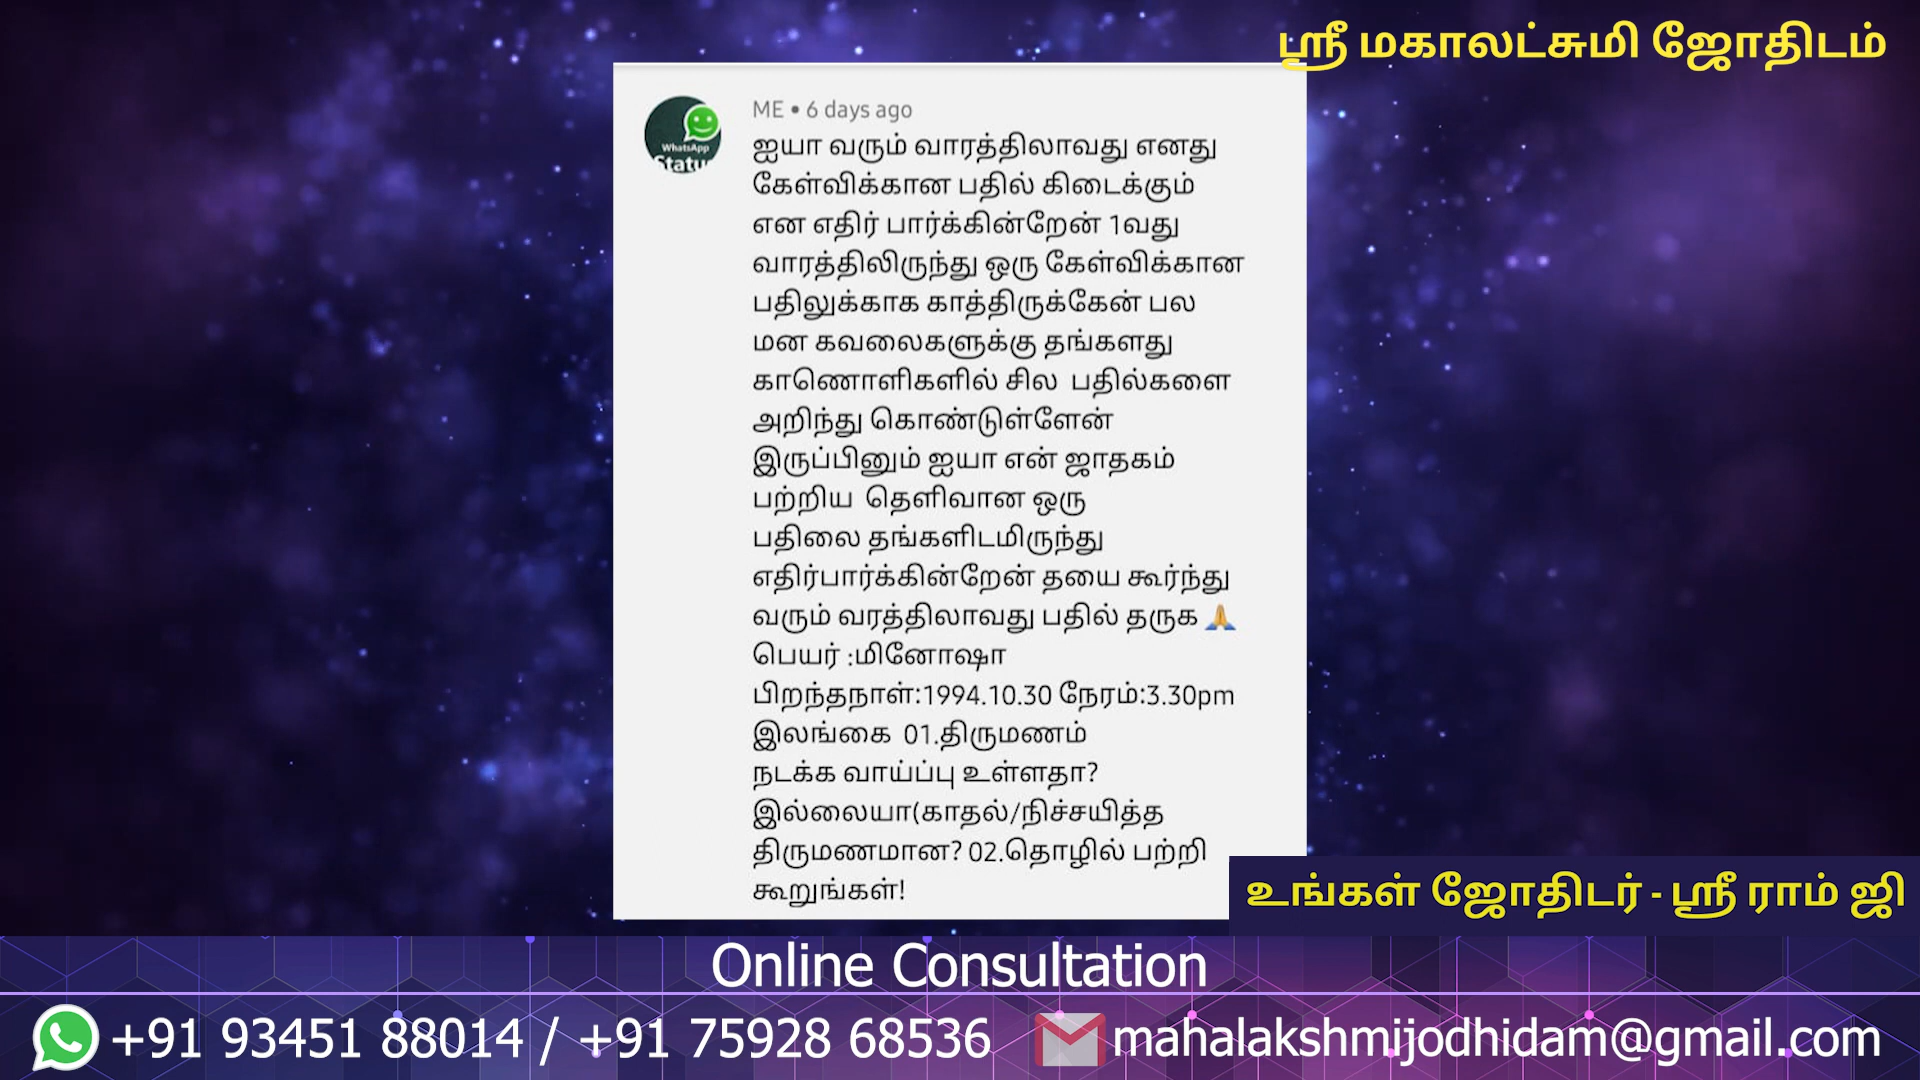 ஸ்ரீ மகாலட்சுமி ஜோதிடம்
WhatsApp
Statu
ME • 6 days ago
ஐயா வரும் வாரத்திலாவது எனது
கேள்விக்கான பதில் கிடைக்கும்
என எதிர் பார்க்கின்றேன் 1வது
வாரத்திலிருந்து ஒரு கேள்விக்கான
பதிலுக்காக காத்திருக்கேன் பல
மன கவலைகளுக்கு தங்களது
காணொளிகளில் சில  பதில்களை
அறிந்து கொண்டுள்ளேன்
இருப்பினும் ஐயா என் ஜாதகம்
பற்றிய  தெளிவான ஒரு
பதிலை தங்களிடமிருந்து
எதிர்பார்க்கின்றேன் தயை கூர்ந்து
வரும் வரத்திலாவது பதில் தருக 🙏
பெயர் :மினோஷா
பிறந்தநாள்:1994.10.30 நேரம்:3.30pm
இலங்கை  01.திருமணம்
நடக்க வாய்ப்பு உள்ளதா?
இல்லையா(காதல்/நிச்சயித்த
திருமணமான? 02.தொழில் பற்றி
கூறுங்கள்!
உங்கள் ஜோதிடர் - ஸ்ரீ ராம் ஜி
Online Consultation
+91 93451 88014 / +91 75928 68536 mahalakshmijodhidam@gmail.com